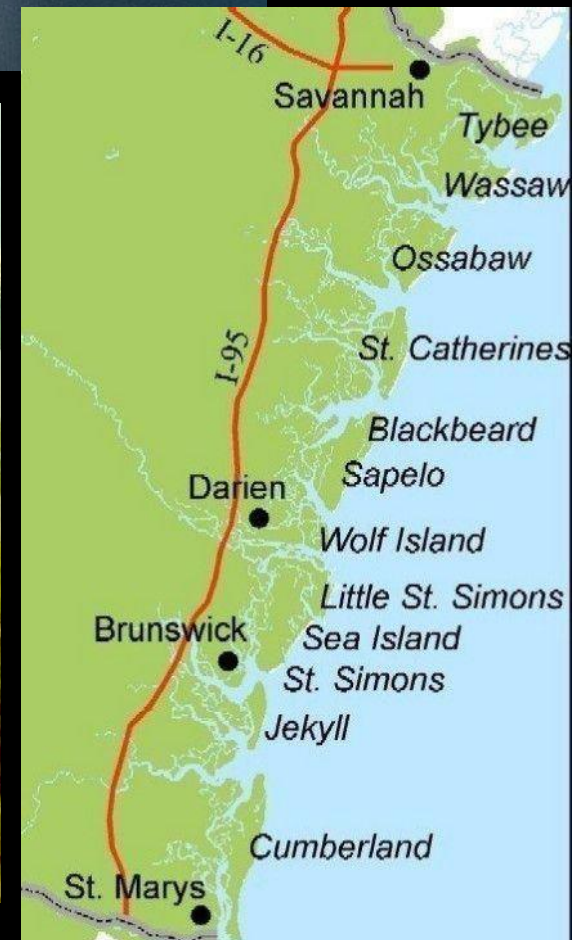 I-16
Savannah
Tybee
Wassaw
Ossabaw
I-95
St. Catherines
Blackbeard
Sapelo
Darien
Wolf Island
Little St. Simons
Brunswick
Sea Island
St. Simons
Jekyll
Cumberland
St. Marys